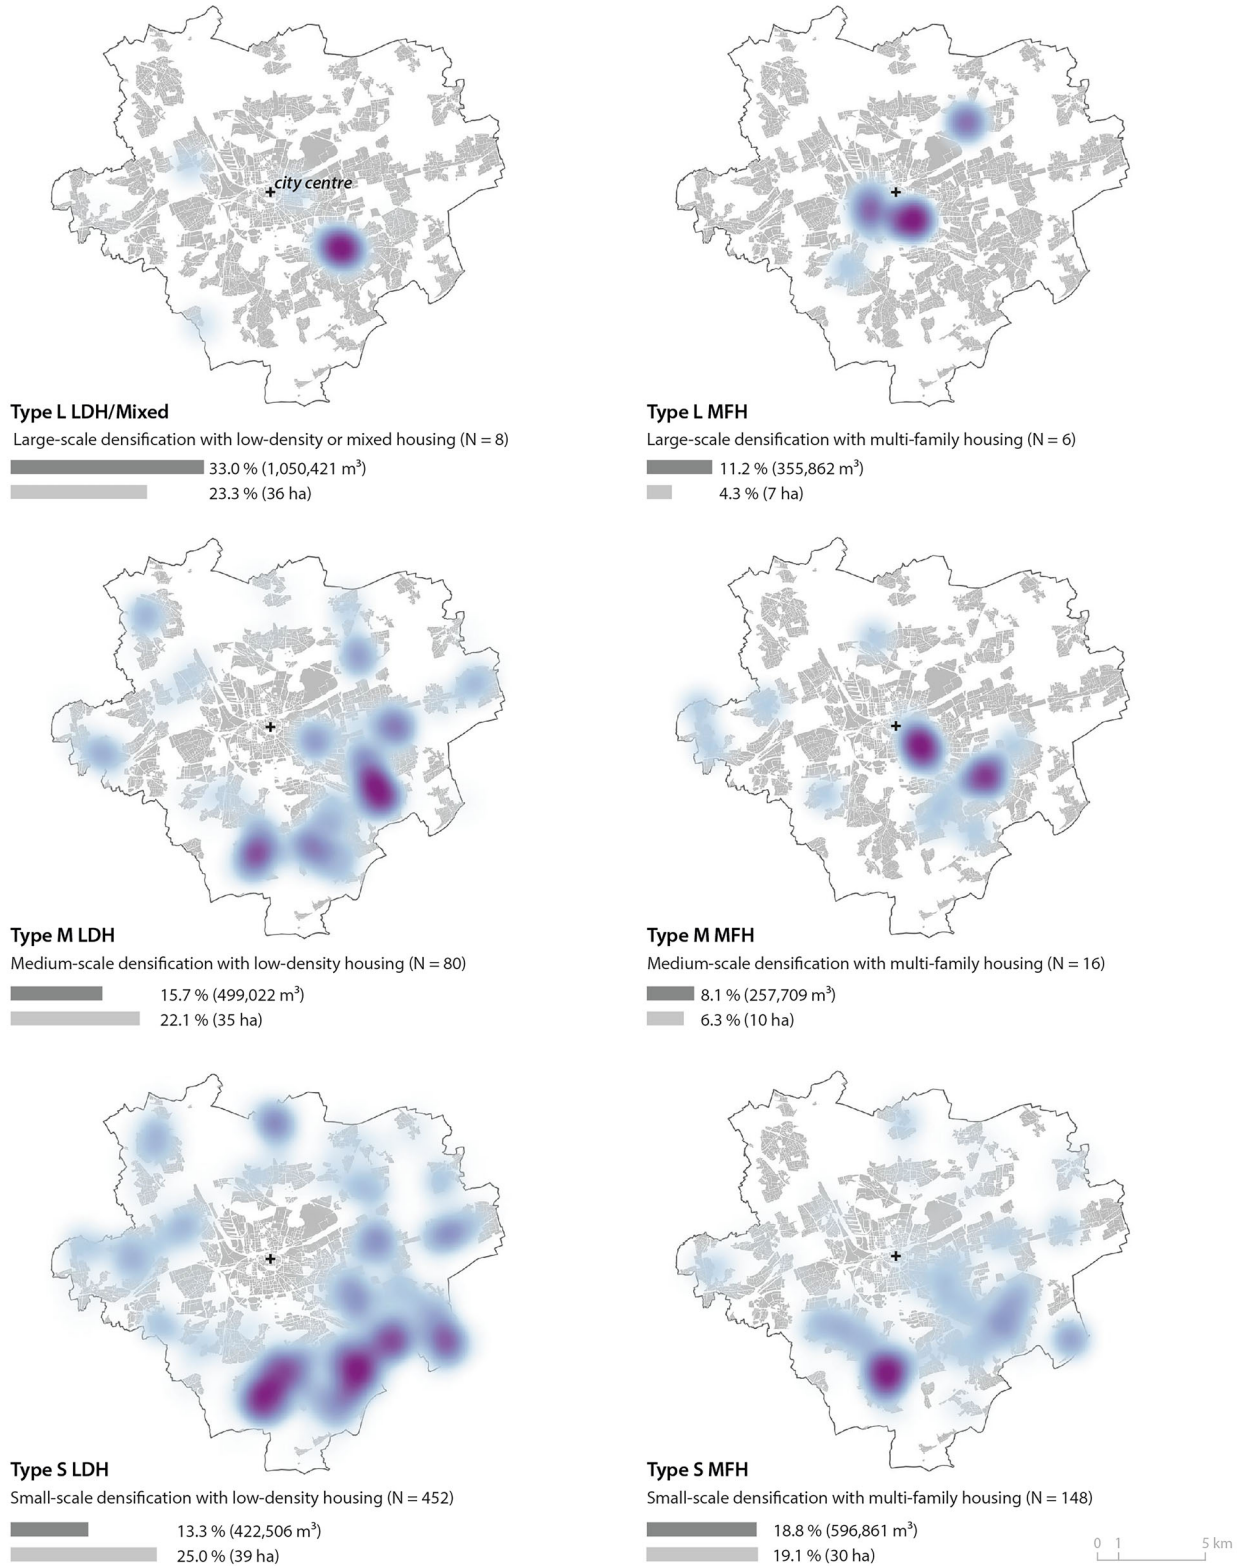 city centre
Type L LDH/Mixed
Large-scale densification with low-density or mixed housing (N = 8)
33.0 % (1,050,421 m³)
23.3 % (36 ha)
Type L MFH
Large-scale densification with multi-family housing (N = 6)
11.2 % (355,862 m³)
4.3 % (7 ha)
Type M LDH
Medium-scale densification with low-density housing (N = 80)
15.7 % (499,022 m³)
22.1 % (35 ha)
Type M MFH
Medium-scale densification with multi-family housing (N = 16)
8.1 % (257,709 m³)
6.3 % (10 ha)
Type S LDH
Small-scale densification with low-density housing (N = 452)
13.3 % (422,506 m³)
25.0 % (39 ha)
Type S MFH
Small-scale densification with multi-family housing (N = 148)
18.8 % (596,861 m³)
19.1 % (30 ha)
0 1 5 km